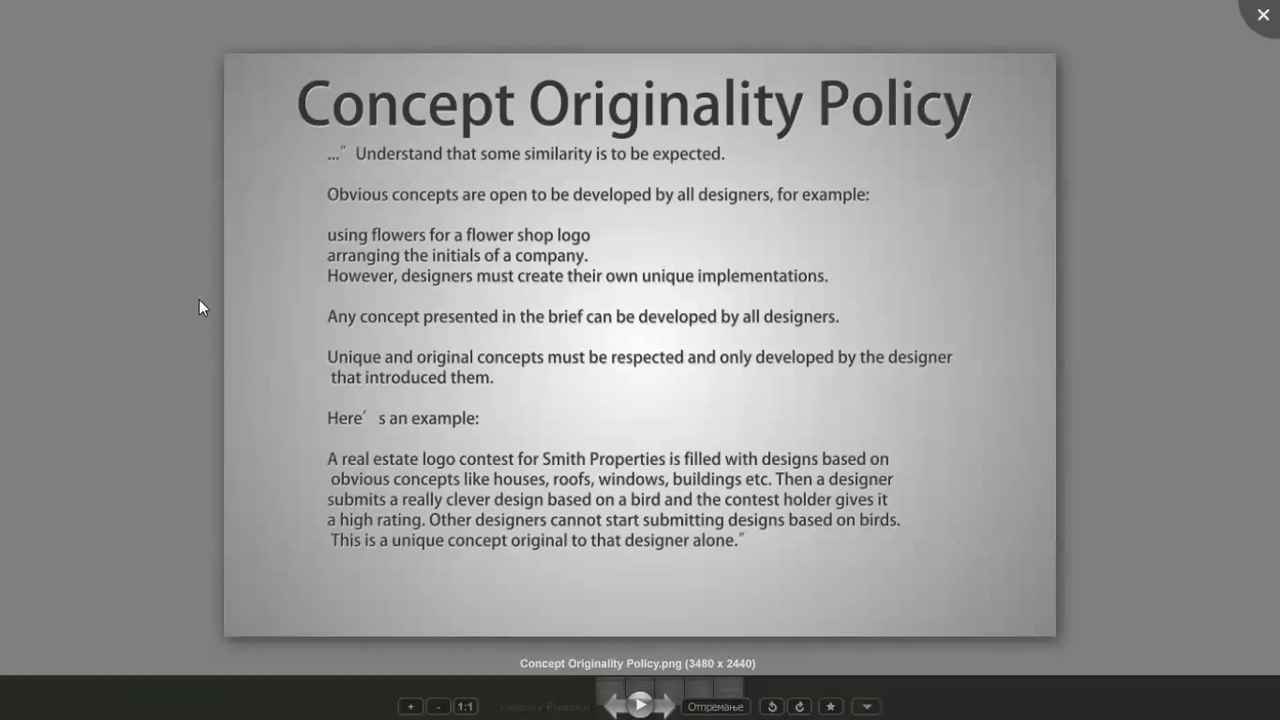 Concept Originality Policy
..." Understand that some similarity is to be expected.
Obvious concepts are open to be developed by all designers, for example:
using flowers for a flower shop logo
arranging the initials of a company.
However, designers must create their own unique implementations.
Any concept presented in the brief can be developed by all designers.
Unique and original concepts must be respected and only developed by the designer
that introduced them.
Here's an example:
A real estate logo contest for Smith Properties is filled with designs based on
obvious concepts like houses, roofs, windows, buildings etc. Then a designer
submits a really clever design based on a bird and the contest holder gives it
a high rating. Other designers cannot start submitting designs based on birds.
This is a unique concept original to that designer alone."
Concept Originality Policy.png (3480 x 2440)
+ - 1:1 Отпремање